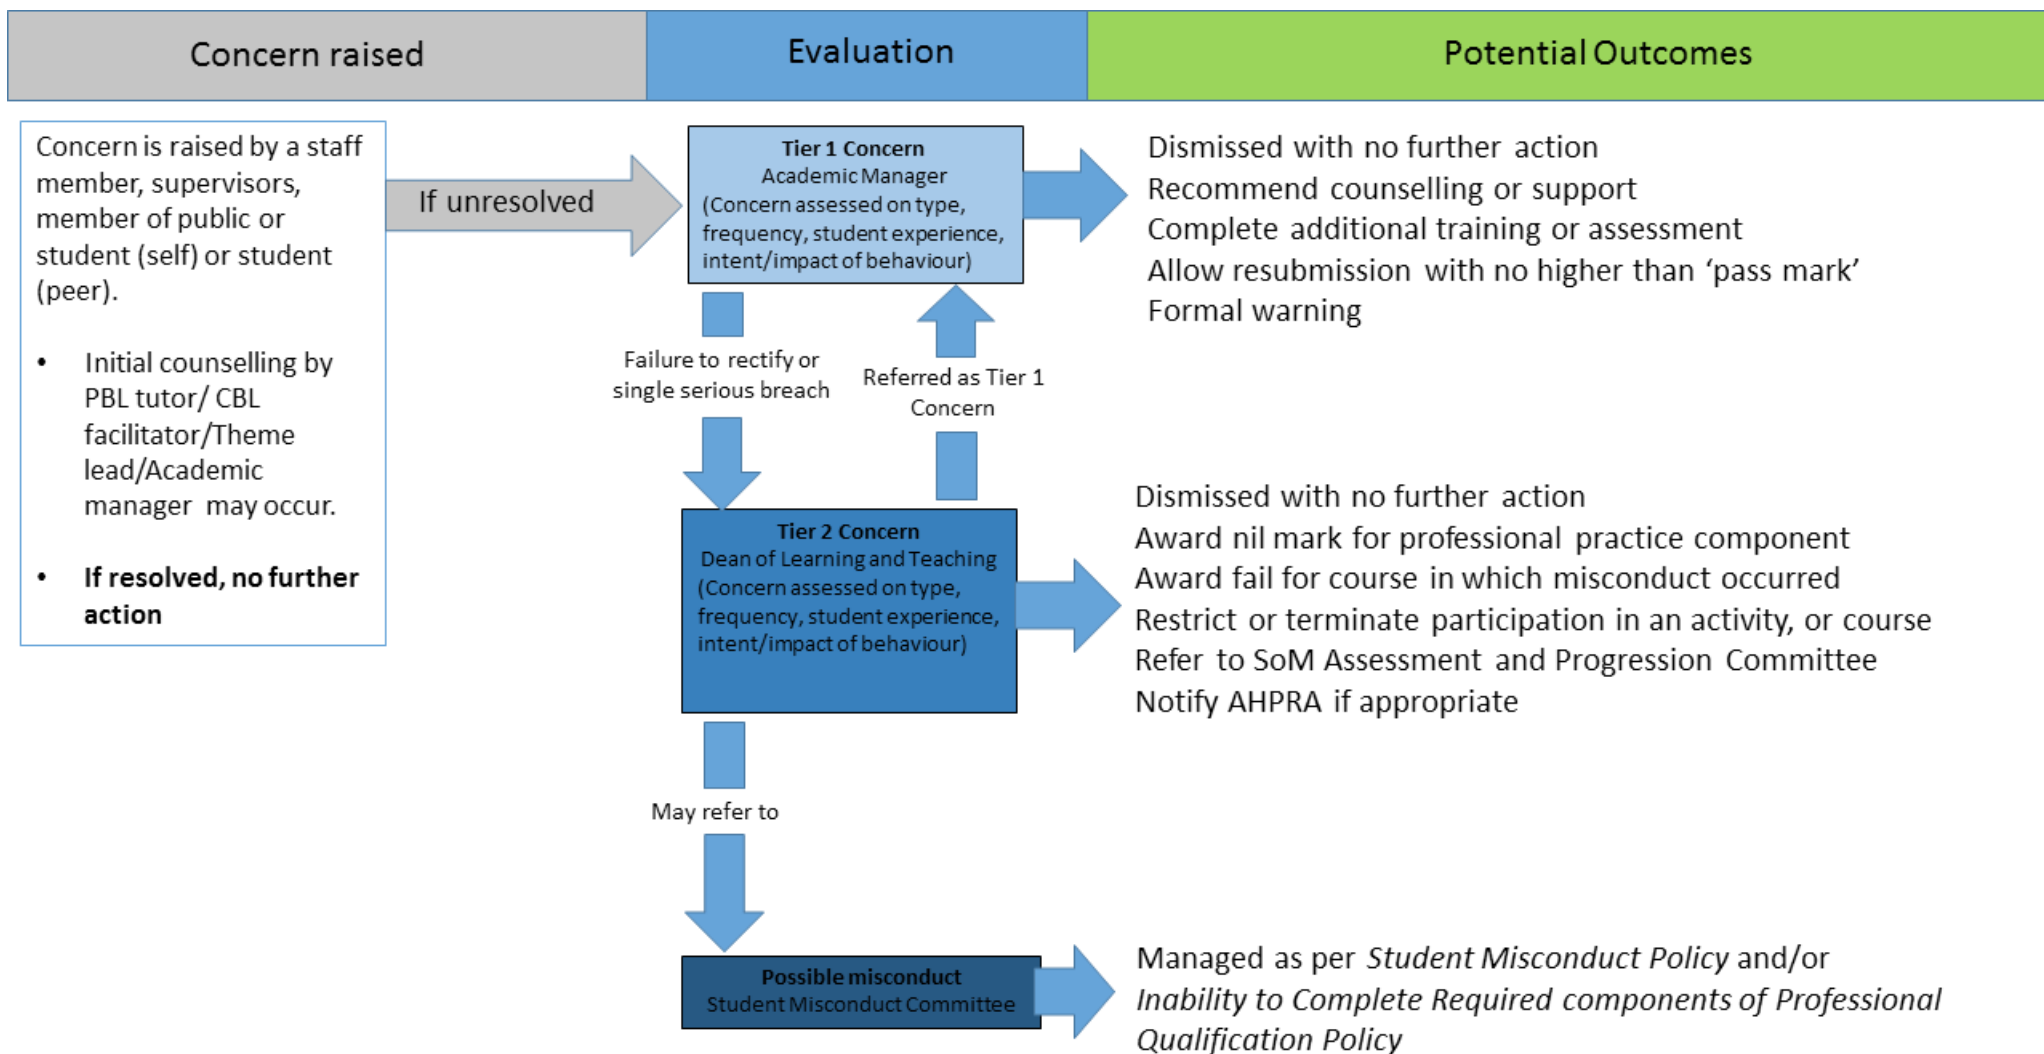 Concern raised
Evaluation
Potential Outcomes
Concern is raised by a staff
member, supervisors,
member of public or
student (self) or student
(peer).
• Initial counselling by
PBL tutor/ CBL
facilitator/Theme
lead/Academic
manager may occur.
• If resolved, no further
action
If unresolved
Tier 1 Concern
Academic Manager
(Concern assessed on type,
frequency, student experience,
intent/impact of behaviour)
Dismissed with no further action
Recommend counselling or support
Complete additional training or assessment
Allow resubmission with no higher than ‘pass mark’
Formal warning
Failure to rectify or
single serious breach
Referred as Tier 1
Concern
Tier 2 Concern
Dean of Learning and Teaching
(Concern assessed on type,
frequency, student experience,
intent/impact of behaviour)
Dismissed with no further action
Award nil mark for professional practice component
Award fail for course in which misconduct occurred
Restrict or terminate participation in an activity, or course
Refer to SoM Assessment and Progression Committee
Notify AHPRA if appropriate
May refer to
Possible misconduct
Student Misconduct Committee
Managed as per Student Misconduct Policy and/or
Inability to Complete Required components of Professional
Qualification Policy